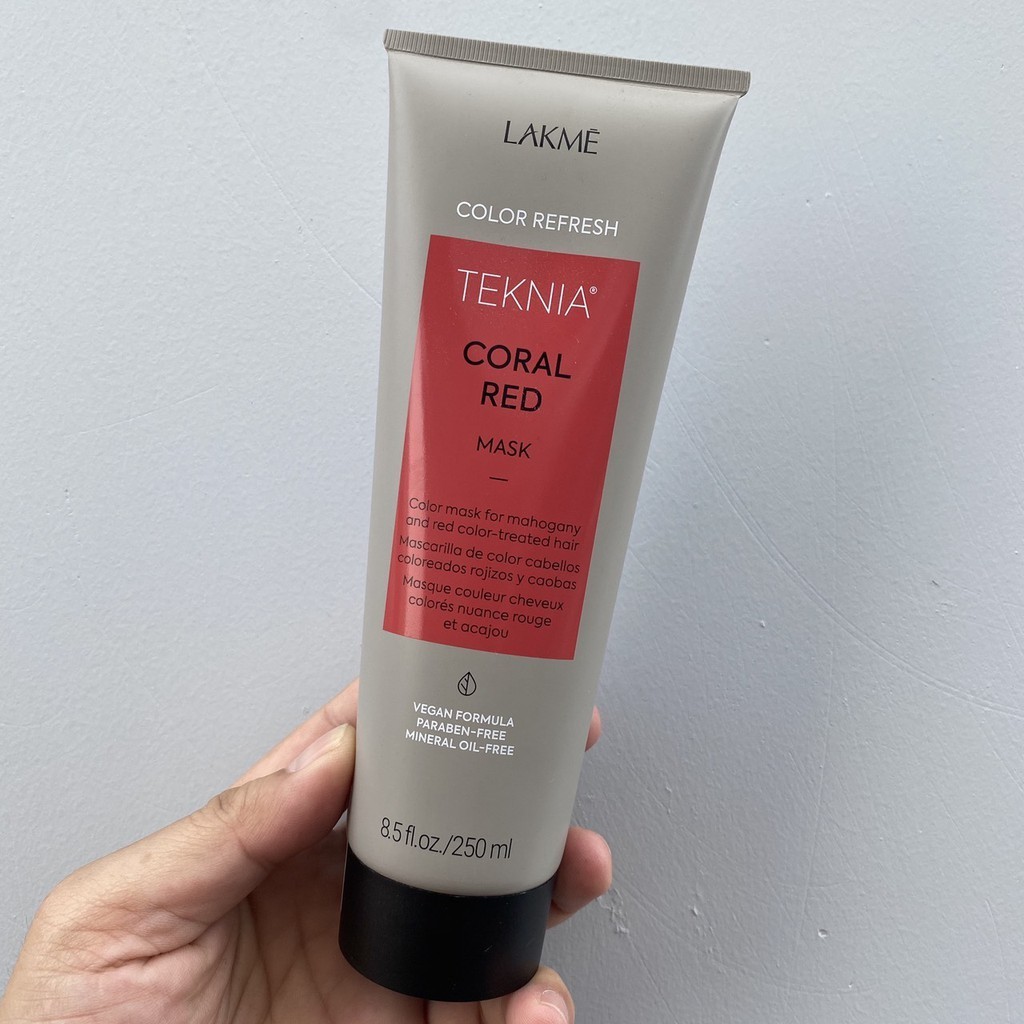 LAKMĒ
COLOR REFRESH
TEKNIA®
CORAL
RED
MASK
Color mask for mahogany
and red color-treated hair
Mascarilla de color cabellos
coloreados rojizos y caobas
Masque couleur cheveux
colorés nuance rouge
et acajou
VEGAN FORMULA
PARABEN-FREE
MINERAL OIL-FREE
8.5 fl.oz./250 ml